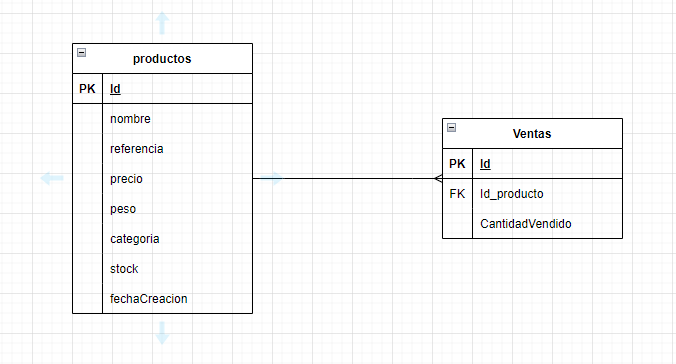 productos
PK Id
nombre
referencia
precio
peso
categoria
stock
fechaCreacion
Ventas
PK Id
FK Id_producto
CantidadVendido